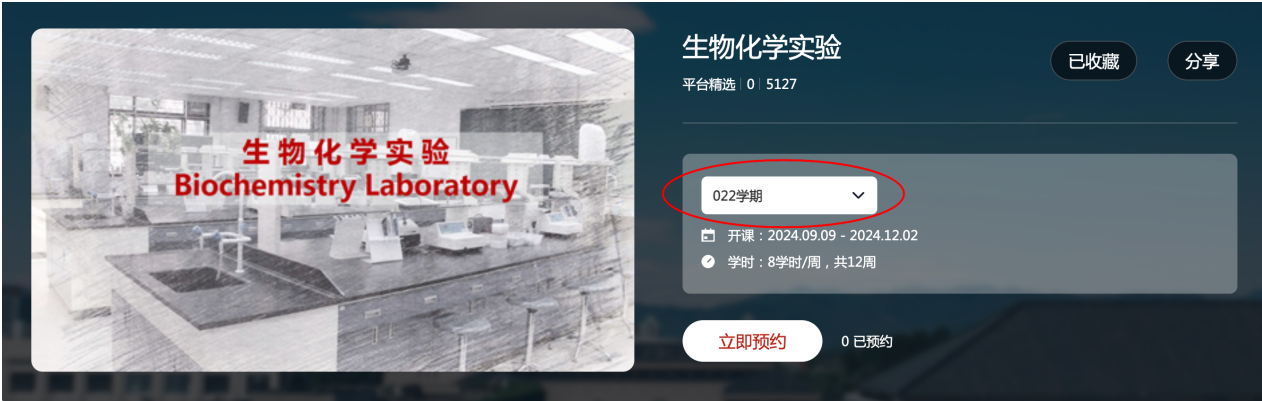 生物化学实验
Biochemistry Laboratory
生物化学实验
已收藏
分享
平台精选 | 0 | 5127
022学期
开课：2024.09.09 - 2024.12.02
学时：8学时/周，共12周
立即预约
0 已预约